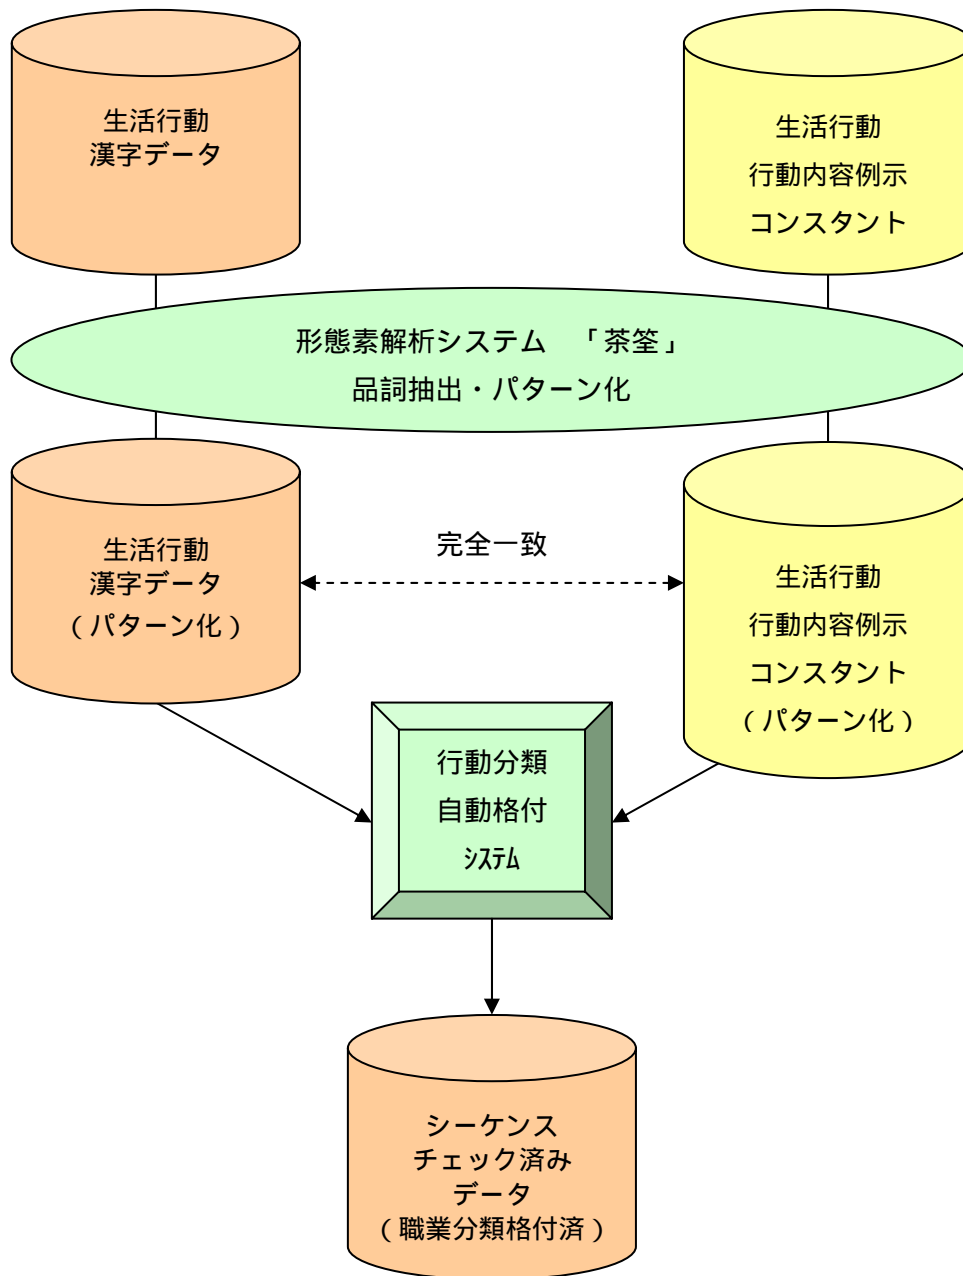 生活行動
漢字データ
生活行動
行動内容例示
コンスタント
形態素解析システム　「茶筌」
品詞抽出・パターン化
生活行動
漢字データ
（パターン化）
完全一致
生活行動
行動内容例示
コンスタント
（パターン化）
行動分類
自動格付
ｼｽﾃﾑ
シーケンス
チェック済み
データ
（職業分類格付済）